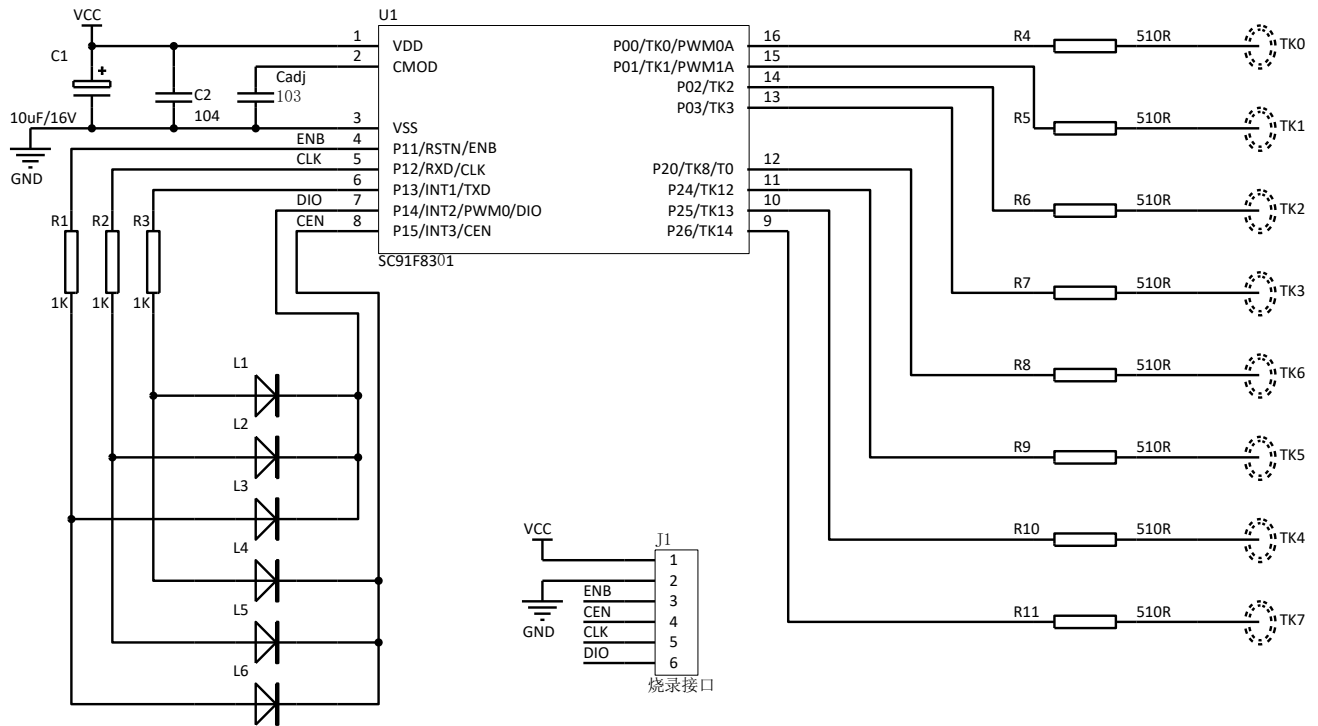 VCC
U1
C1
+
10uF/16V
GND
C2
104
Cadj
103
1
2
3
4
5
6
7
8
ENB
CLK
DIO
CEN
VDD
CMOD
VSS
P11/RSTN/ENB
P12/RXD/CLK
P13/INT1/TXD
P14/INT2/PWM0/DIO
P15/INT3/CEN
P00/TK0/PWM0A
P01/TK1/PWM1A
P02/TK2
P03/TK3
P20/TK8/T0
P24/TK12
P25/TK13
P26/TK14
16
15
14
13
12
11
10
9
SC91F8301
R4 510R TK0
R5 510R TK1
R6 510R TK2
R7 510R TK3
R8 510R TK6
R9 510R TK5
R10 510R TK4
R11 510R TK7
R1 R2 R3
1K 1K 1K
L1
L2
L3
L4
L5
L6
VCC
GND
J1
1
2
ENB 3
CEN 4
CLK 5
DIO 6
烧录接口